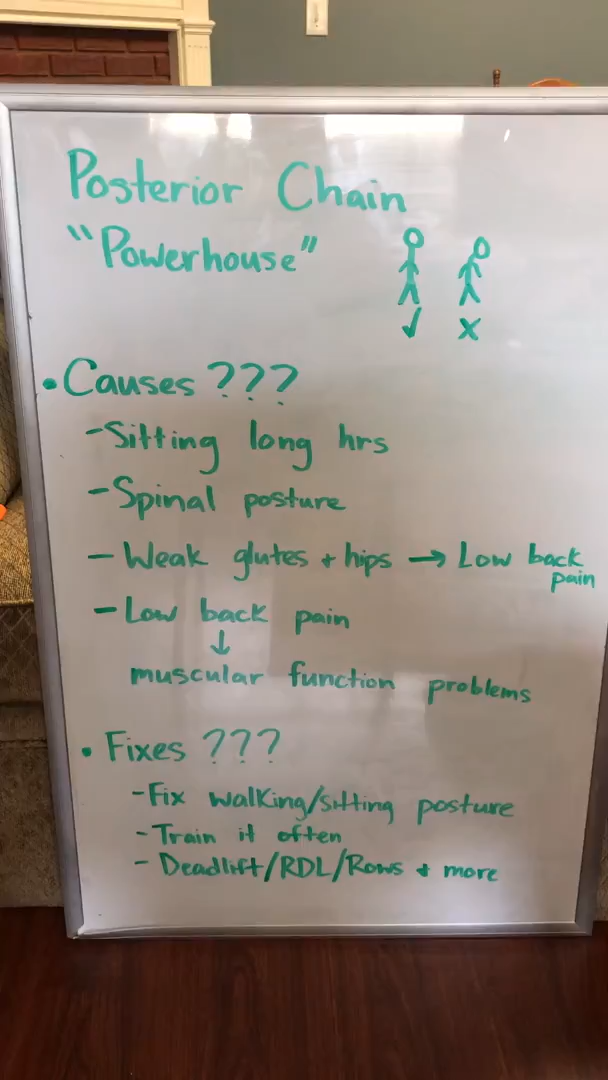 Posterior Chain
"Powerhouse"
✓ x
• Causes ???
- Sitting long hrs
- Spinal posture
- Weak glutes + hips → Low back pain
- Low back pain
↓
muscular function problems
• Fixes ???
- Fix walking/sitting posture
- Train it often
- Deadlift/RDL/Rows + more